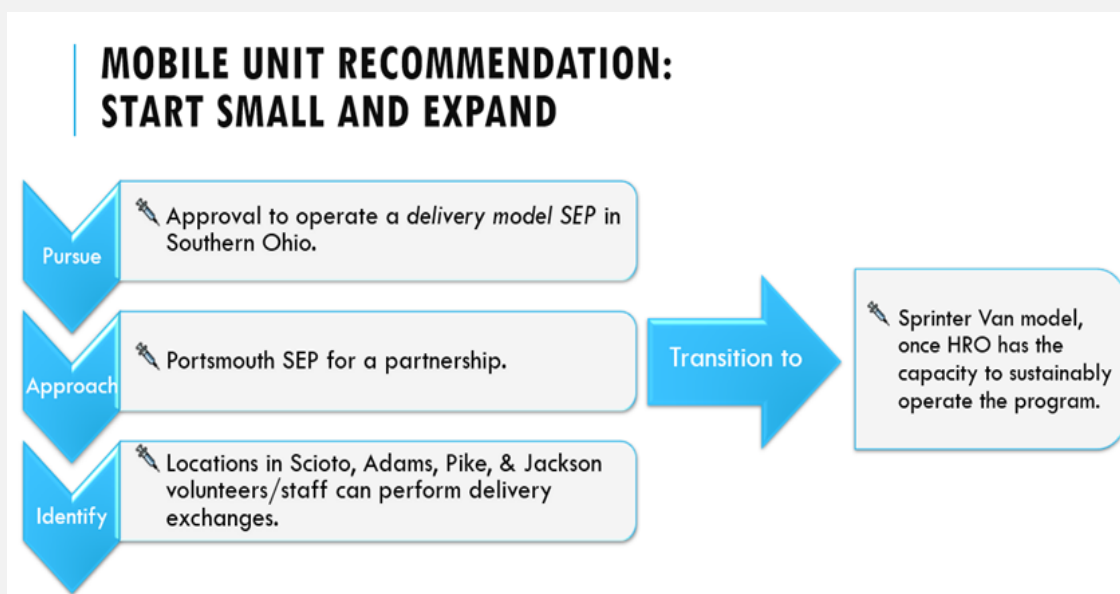 MOBILE UNIT RECOMMENDATION:
START SMALL AND EXPAND
Pursue
Approval to operate a delivery model SEP in
Southern Ohio.
Approach
Portsmouth SEP for a partnership.
Identify
Locations in Scioto, Adams, Pike, & Jackson
volunteers/staff can perform delivery
exchanges.
Transition to
Sprinter Van model,
once HRO has the
capacity to sustainably
operate the program.